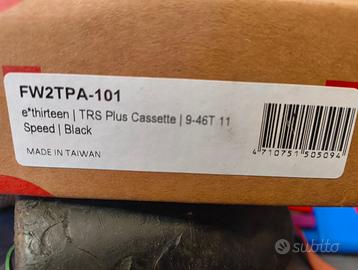 FW2TPA-101
e*thirteen | TRS Plus Cassette | 9-46T 11
Speed | Black
MADE IN TAIWAN
4 710751 505094
subito